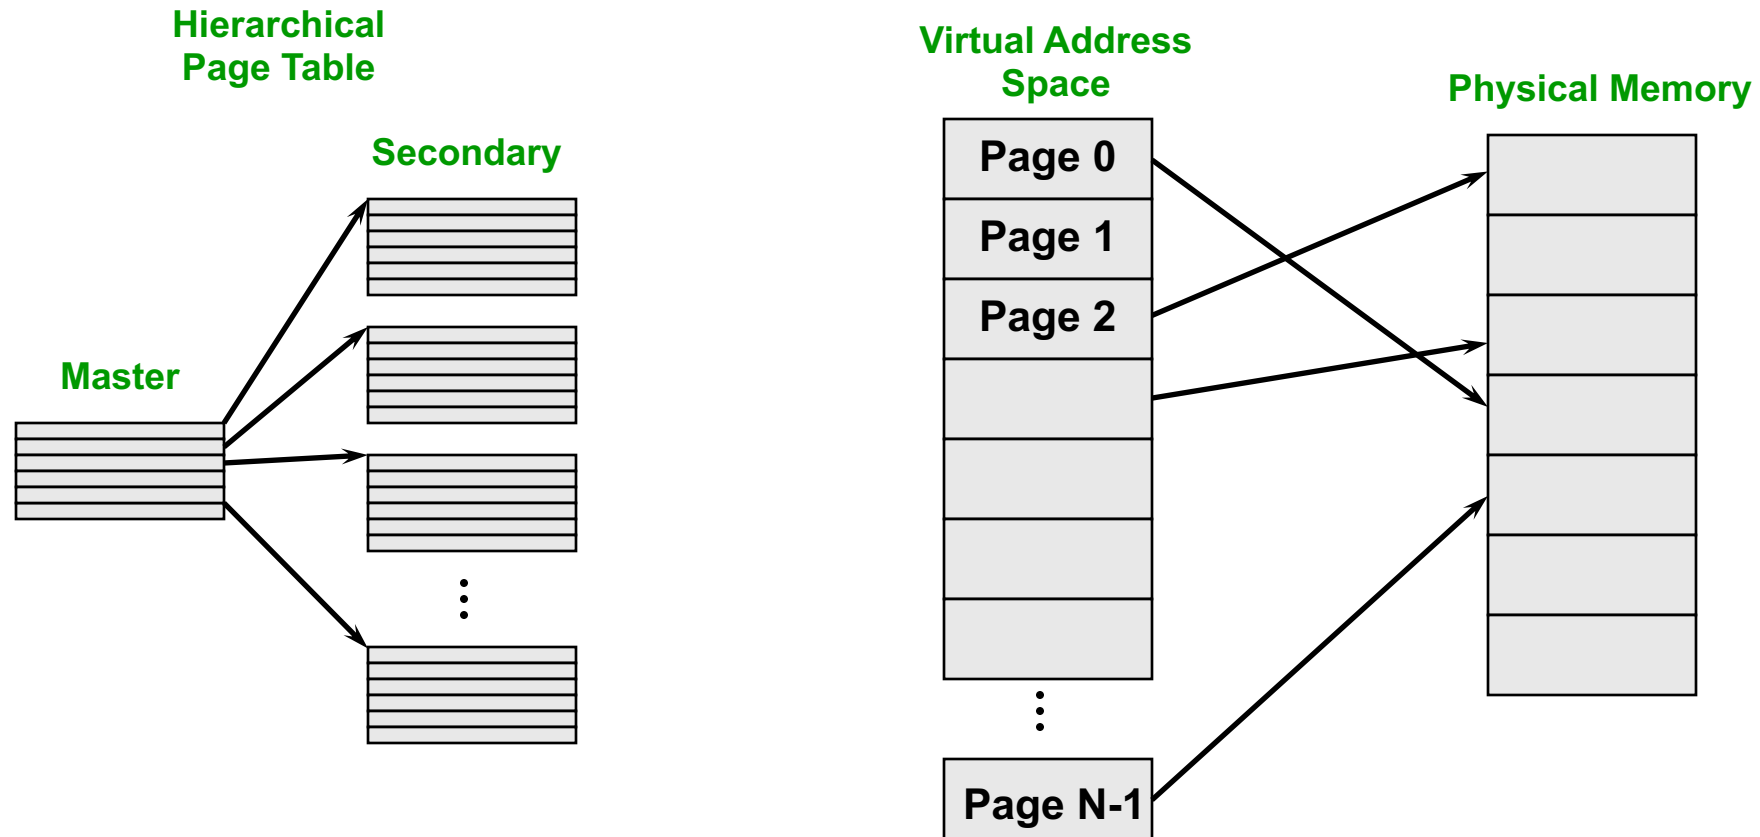 Hierarchical
Page Table
Secondary
Master
Virtual Address
Space
Page 0
Page 1
Page 2
Page N-1
Physical Memory